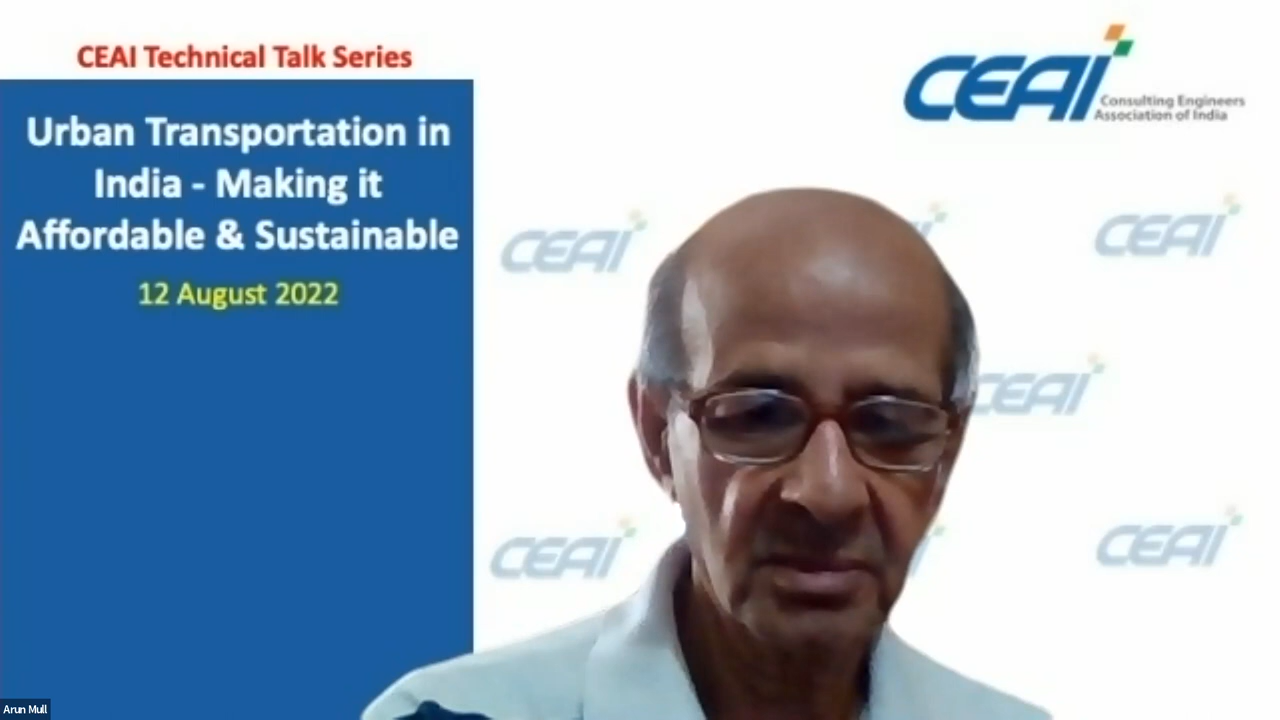 CEAI Technical Talk Series
Urban Transportation in
India - Making it
Affordable & Sustainable
12 August 2022
CEAI
Consulting Engineers
Association of India
CEAI
CEAI
CEAI
CEAI
CEAI
Arun Mull